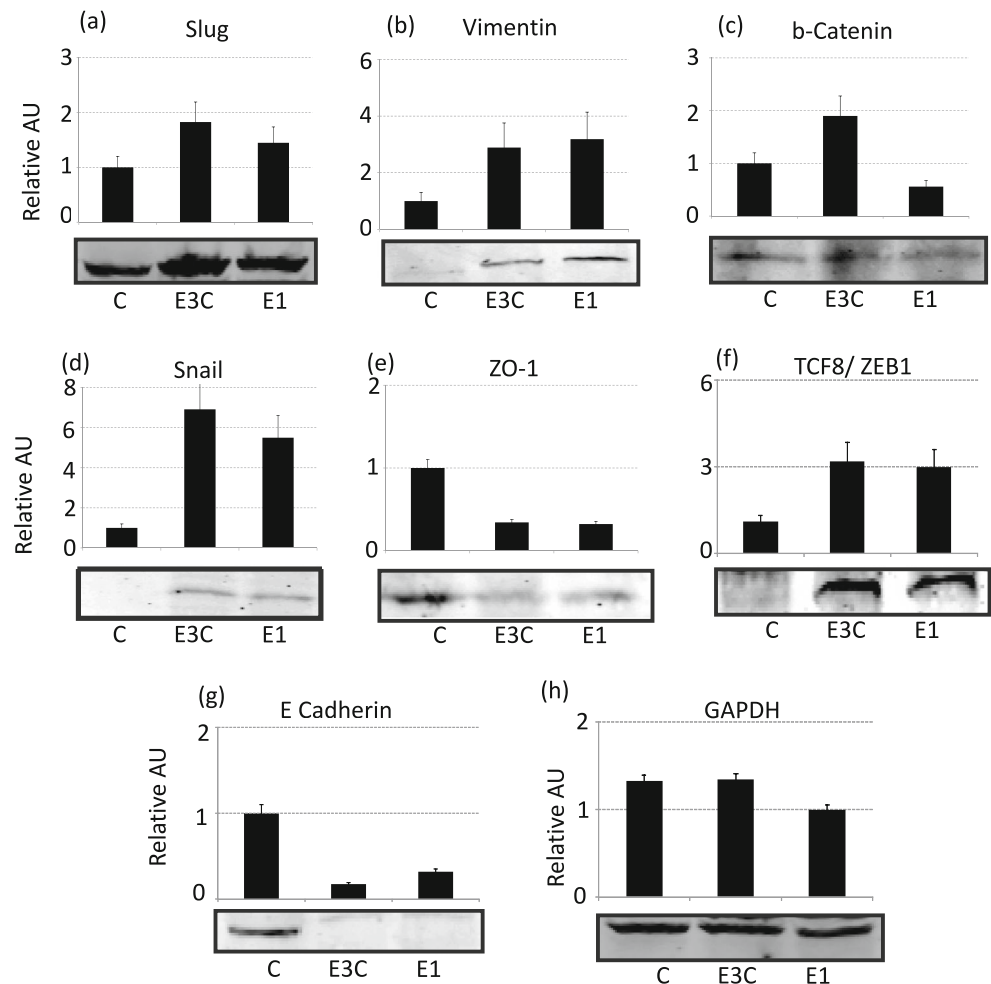 (a) Slug
3
2
1
0
Relative AU
C E3C E1
(b) Vimentin
6
4
2
0
C E3C E1
(c) b-Catenin
3
2
1
0
C E3C E1
(d) Snail
8
6
4
2
0
Relative AU
C E3C E1
(e) ZO-1
2
1
0
C E3C E1
(f) TCF8/ ZEB1
6
3
0
C E3C E1
(g) E Cadherin
2
1
0
Relative AU
C E3C E1
(h) GAPDH
2
1
0
Relative AU
C E3C E1